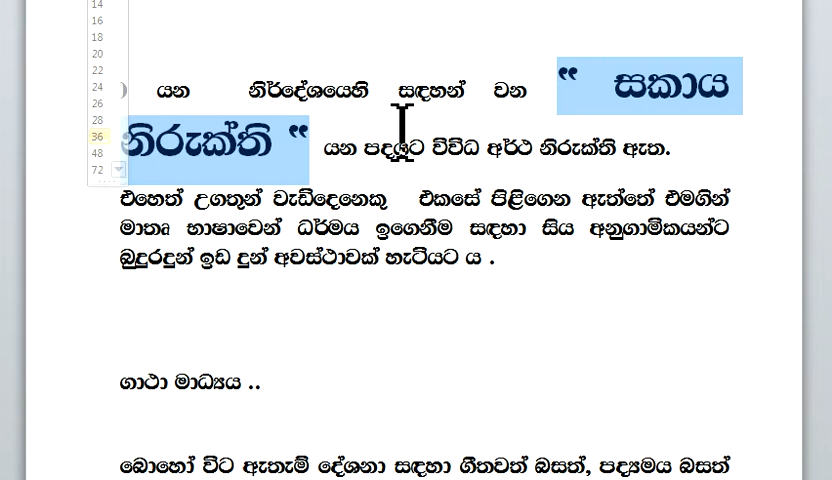 14
16
18
20
22
24
26
28
36
48
72
) යන නිර්දේශයෙහි සඳහන් වන “ සකාය
නිරුක්ති “ යන පදයට විවිධ අර්ථ නිරුක්ති ඇත.
එහෙත් උගතුන් වැඩිදෙනෙකු එකසේ පිළිගෙන ඇත්තේ එමගින්
මාතෘ භාෂාවෙන් ධර්මය ඉගෙනීම සඳහා සිය අනුගාමිකයන්ට
බුදුරදුන් ඉඩ දුන් අවස්ථාවක් හැටියට ය .
ගාථා මාධ්‍යය ..
බොහෝ විට ඇතැම් දේශනා සඳහා ගීතවත් බසත්, පද්‍යමය බසත්